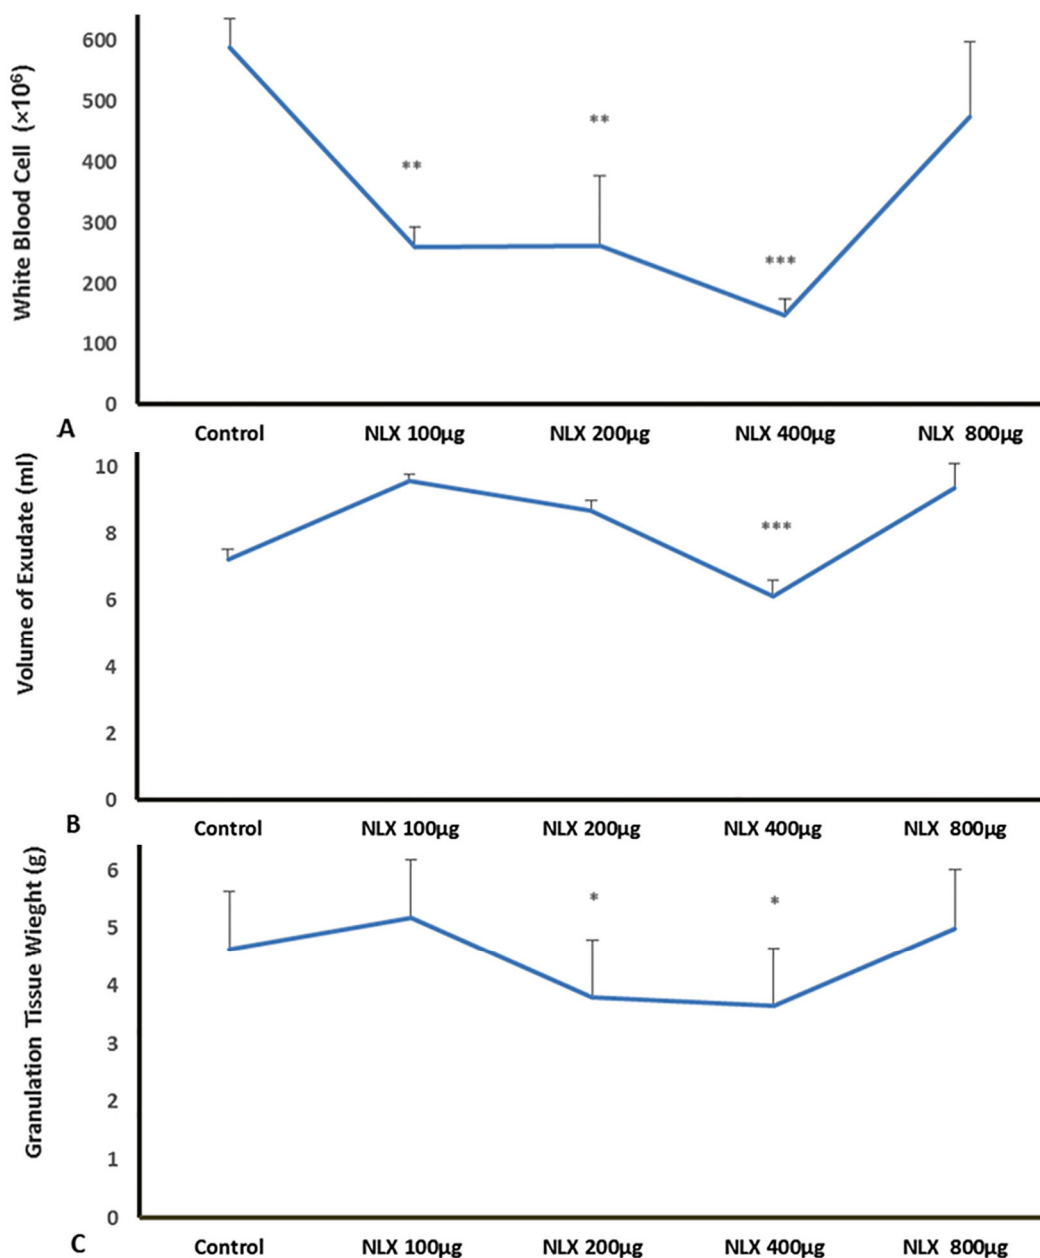 White Blood Cell (×10⁶)
600
500
400
300
200
100
0
**
**
***
A
Control NLX 100μg NLX 200μg NLX 400μg NLX 800μg
Volume of Exudate (ml)
10
8
6
4
2
0
***
B
Control NLX 100μg NLX 200μg NLX 400μg NLX 800μg
Granulation Tissue Wieght (g)
6
5
4
3
2
1
0
*
*
C
Control NLX 100μg NLX 200μg NLX 400μg NLX 800μg